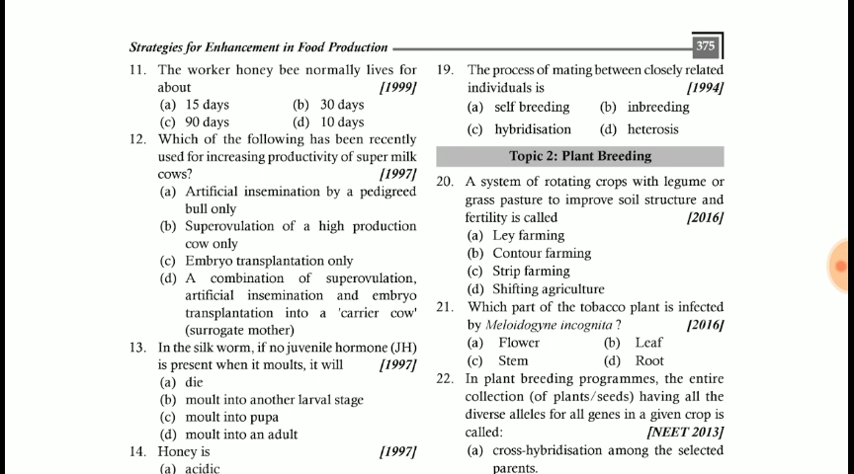 Strategies for Enhancement in Food Production
375
11. The worker honey bee normally lives for
about [1999]
(a) 15 days (b) 30 days
(c) 90 days (d) 10 days
12. Which of the following has been recently
used for increasing productivity of super milk
cows? [1997]
(a) Artificial insemination by a pedigreed
bull only
(b) Superovulation of a high production
cow only
(c) Embryo transplantation only
(d) A combination of superovulation,
artificial insemination and embryo
transplantation into a 'carrier cow'
(surrogate mother)
13. In the silk worm, if no juvenile hormone (JH)
is present when it moults, it will [1997]
(a) die
(b) moult into another larval stage
(c) moult into pupa
(d) moult into an adult
14. Honey is [1997]
(a) acidic
19. The process of mating between closely related
individuals is [1994]
(a) self breeding (b) inbreeding
(c) hybridisation (d) heterosis
Topic 2: Plant Breeding
20. A system of rotating crops with legume or
grass pasture to improve soil structure and
fertility is called [2016]
(a) Ley farming
(b) Contour farming
(c) Strip farming
(d) Shifting agriculture
21. Which part of the tobacco plant is infected
by Meloidogyne incognita ? [2016]
(a) Flower (b) Leaf
(c) Stem (d) Root
22. In plant breeding programmes, the entire
collection (of plants/seeds) having all the
diverse alleles for all genes in a given crop is
called: [NEET 2013]
(a) cross-hybridisation among the selected
parents.